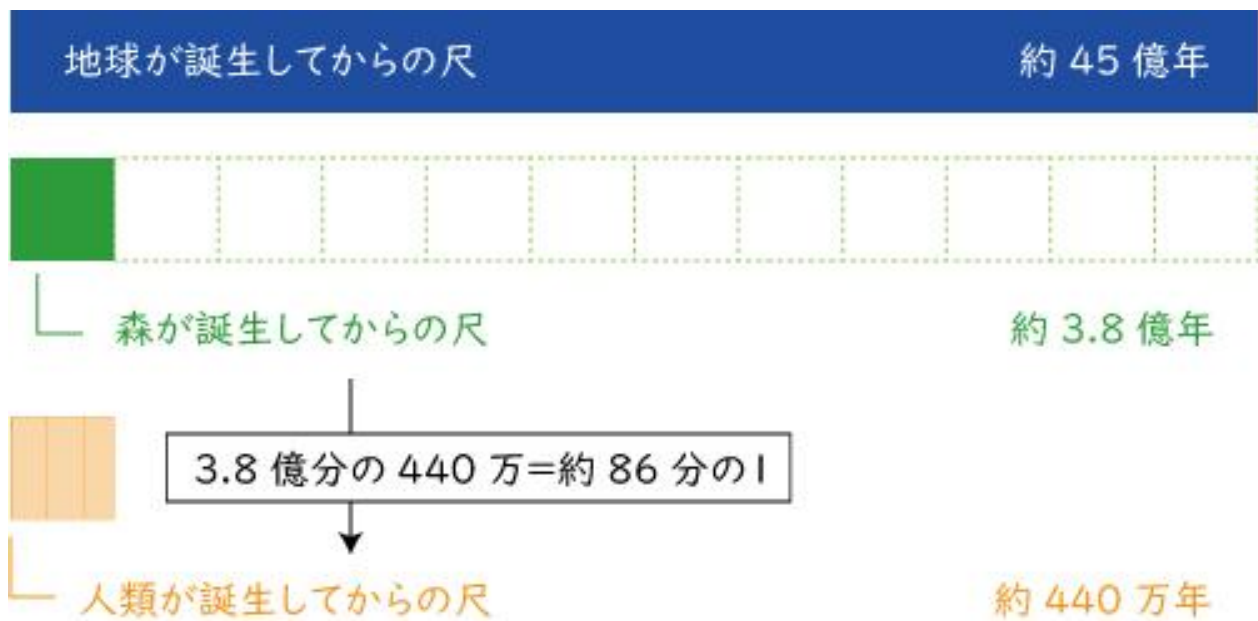 地球が誕生してからの尺 約 45 億年
森が誕生してからの尺 約 3.8 億年
3.8 億分の 440 万=約 86 分の1
人類が誕生してからの尺 約 440 万年